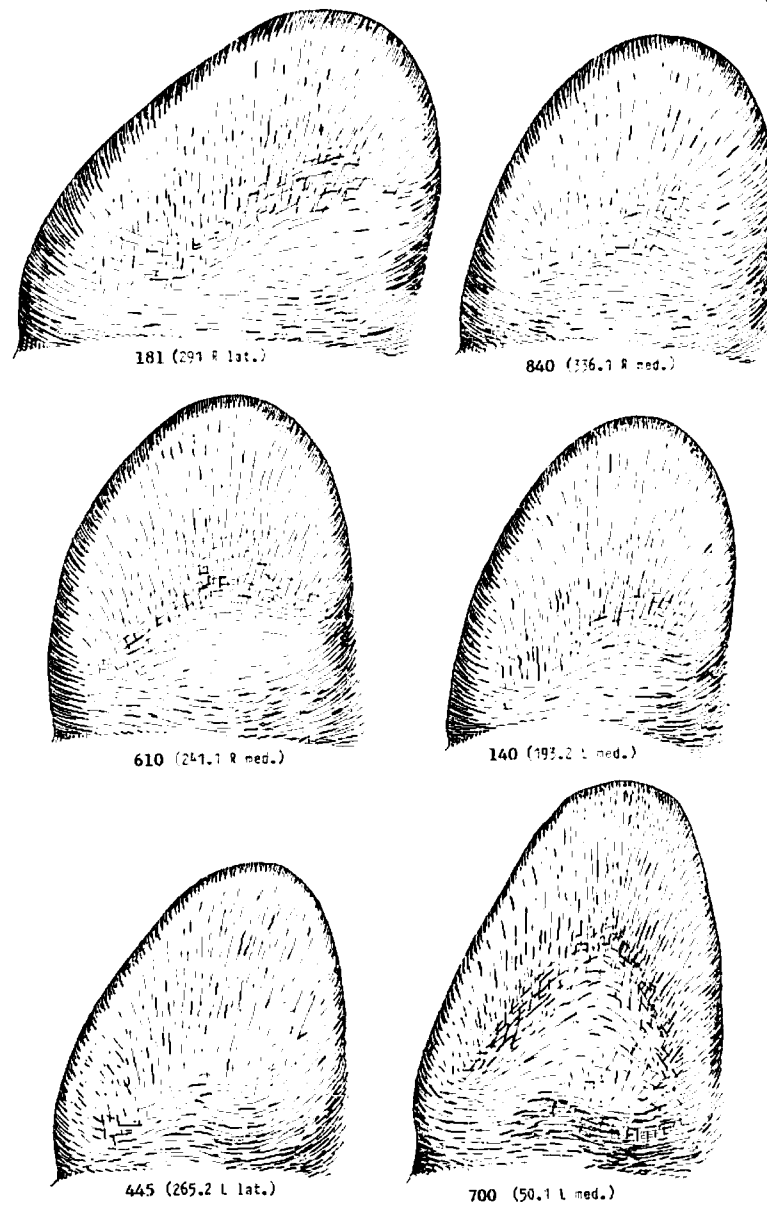 181 (291 R lat.)
840 (336.1 R med.)
610 (241.1 R med.)
140 (193.2 L med.)
445 (265.2 L lat.)
700 (50.1 L med.)